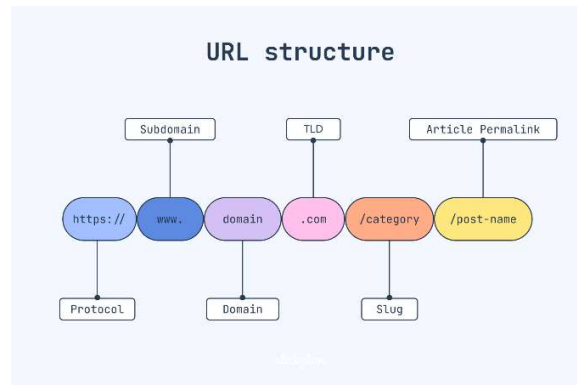 URL structure
Subdomain
TLD
Article Permalink
https://
www.
domain
.com
/category
/post-name
Protocol
Domain
Slug